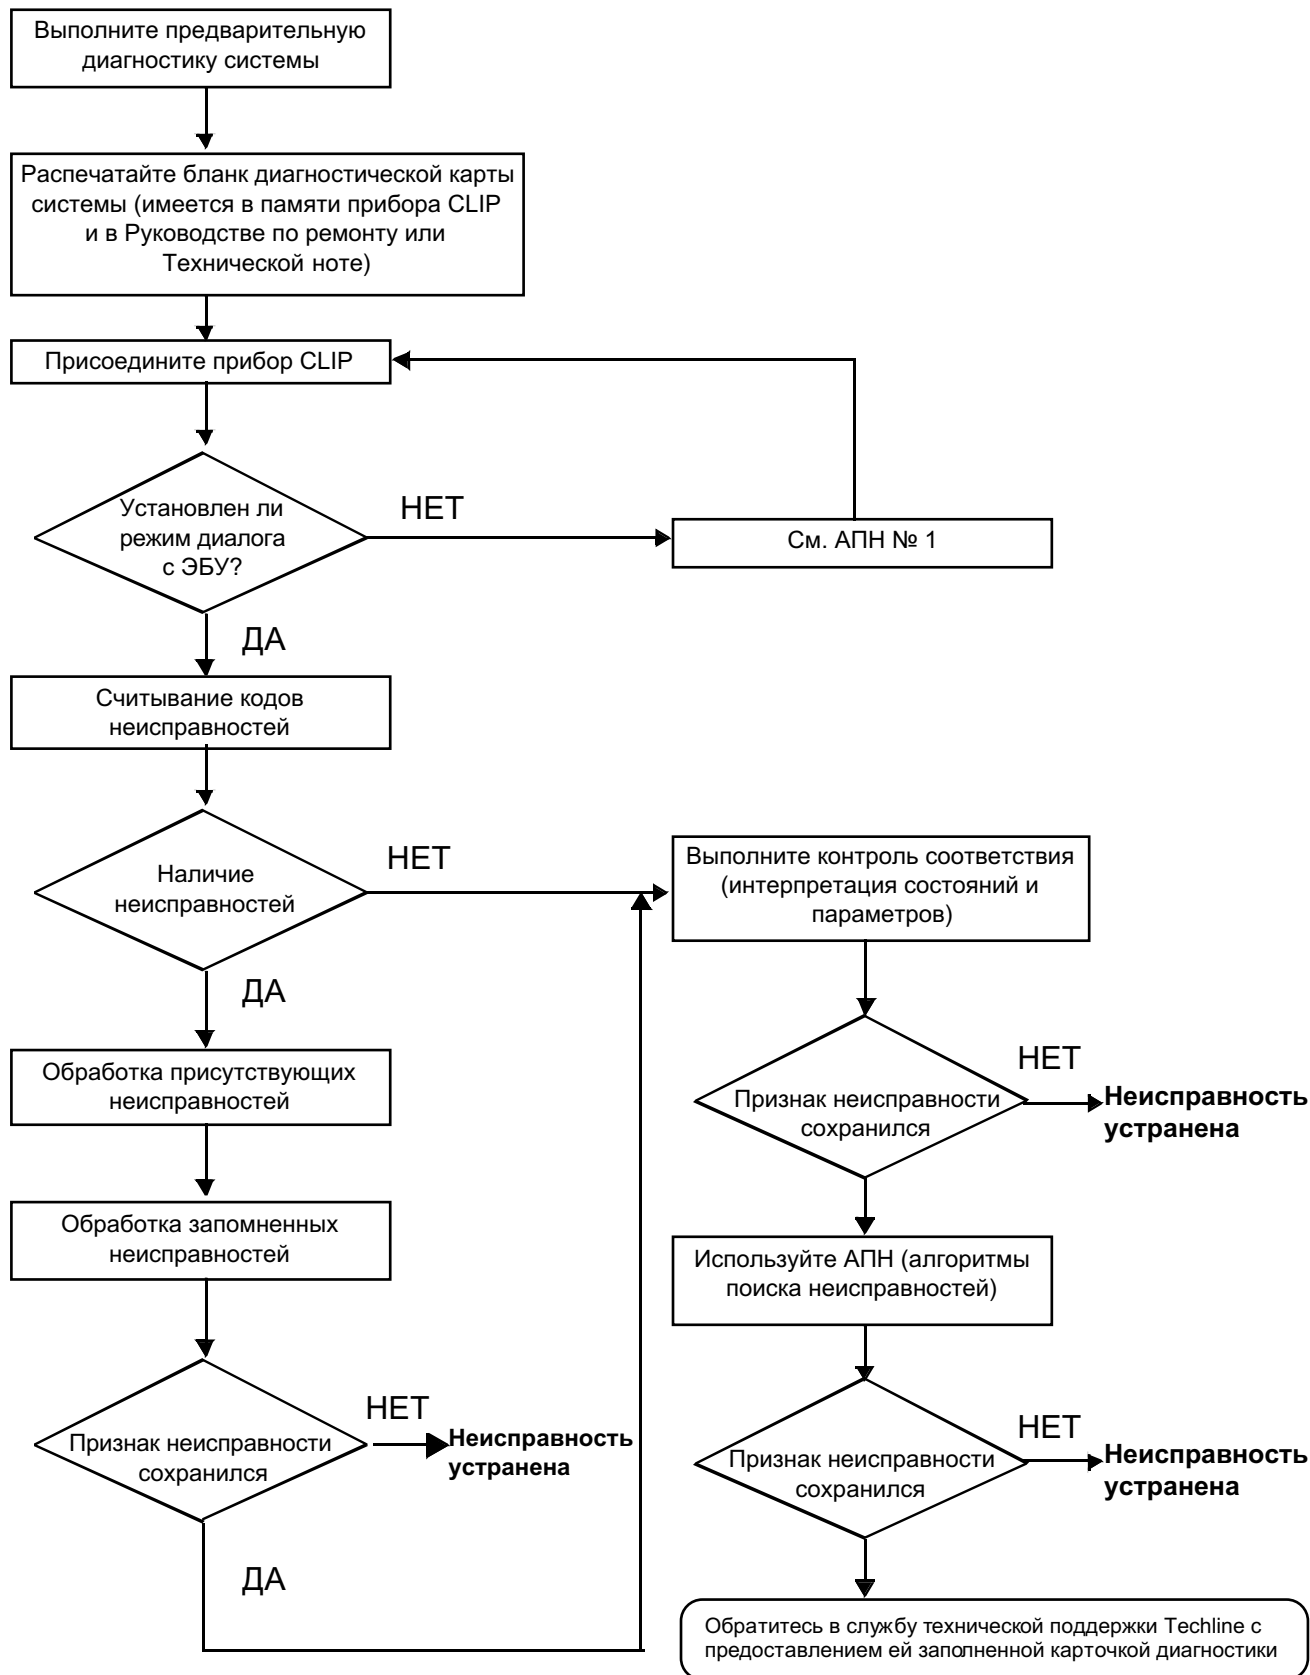 Выполните предварительную
диагностику системы
Распечатайте бланк диагностической карты
системы (имеется в памяти прибора CLIP
и в Руководстве по ремонту или
Технической ноте)
Присоедините прибор CLIP
Установлен ли
режим диалога
с ЭБУ?
НЕТ
См. АПН № 1
ДА
Считывание кодов
неисправностей
Наличие
неисправностей
НЕТ
ДА
Обработка присутствующих
неисправностей
Обработка запомненных
неисправностей
Признак неисправности
сохранился
НЕТ
Неисправность
устранена
ДА
Выполните контроль соответствия
(интерпретация состояний и
параметров)
Признак неисправности
сохранился
НЕТ
Неисправность
устранена
Используйте АПН (алгоритмы
поиска неисправностей)
Признак неисправности
сохранился
НЕТ
Неисправность
устранена
Обратитесь в службу технической поддержки Techline с
предоставлением ей заполненной карточкой диагностики